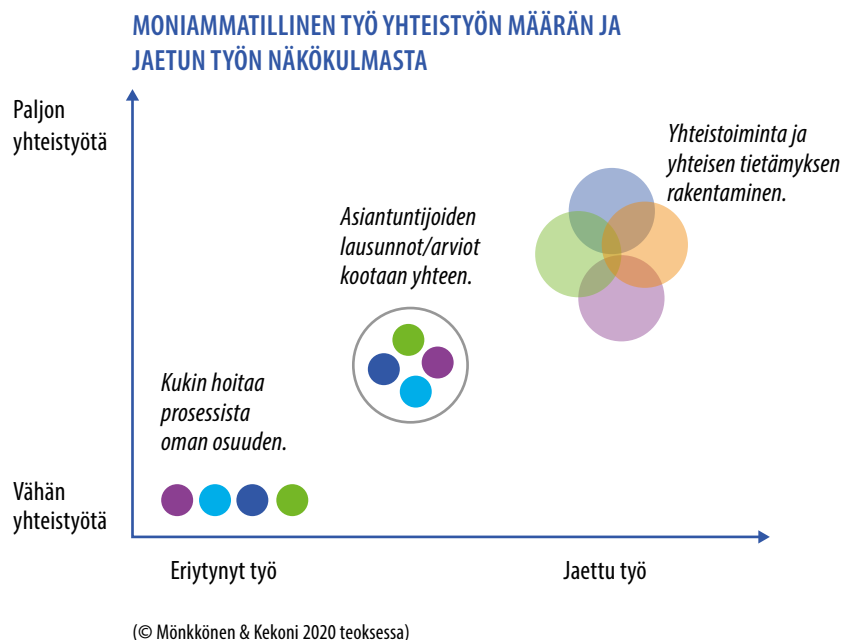 MONIAMMATILLINEN TYÖ YHTEISTYÖN MÄÄRÄN JA
JAETUN TYÖN NÄKÖKULMASTA
Paljon
yhteistyötä
Yhteistoiminta ja
yhteisen tietämyksen
rakentaminen.
Asiantuntijoiden
lausunnot/arviot
kootaan yhteen.
Kukin hoitaa
prosessista
oman osuuden.
Vähän
yhteistyötä
Eriytynyt työ
Jaettu työ
(© Mönkkönen & Kekoni 2020 teoksessa)